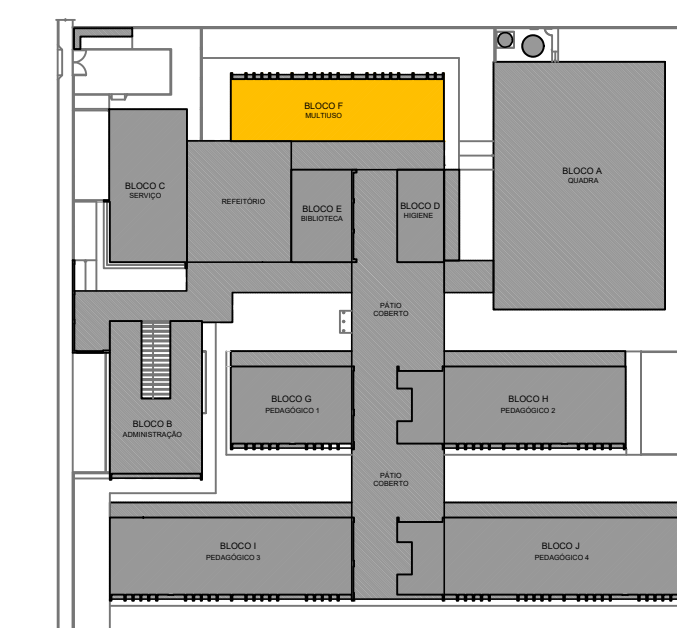 BLOCO F
MULTIUSO
BLOCO A
QUADRA
BLOCO C
SERVIÇO
REFEITÓRIO
BLOCO E
BIBLIOTECA
BLOCO D
HIGIENE
PÁTIO
COBERTO
BLOCO G
PEDAGÓGICO 1
BLOCO H
PEDAGÓGICO 2
BLOCO B
ADMINISTRAÇÃO
PÁTIO
COBERTO
BLOCO I
PEDAGÓGICO 3
BLOCO J
PEDAGÓGICO 4